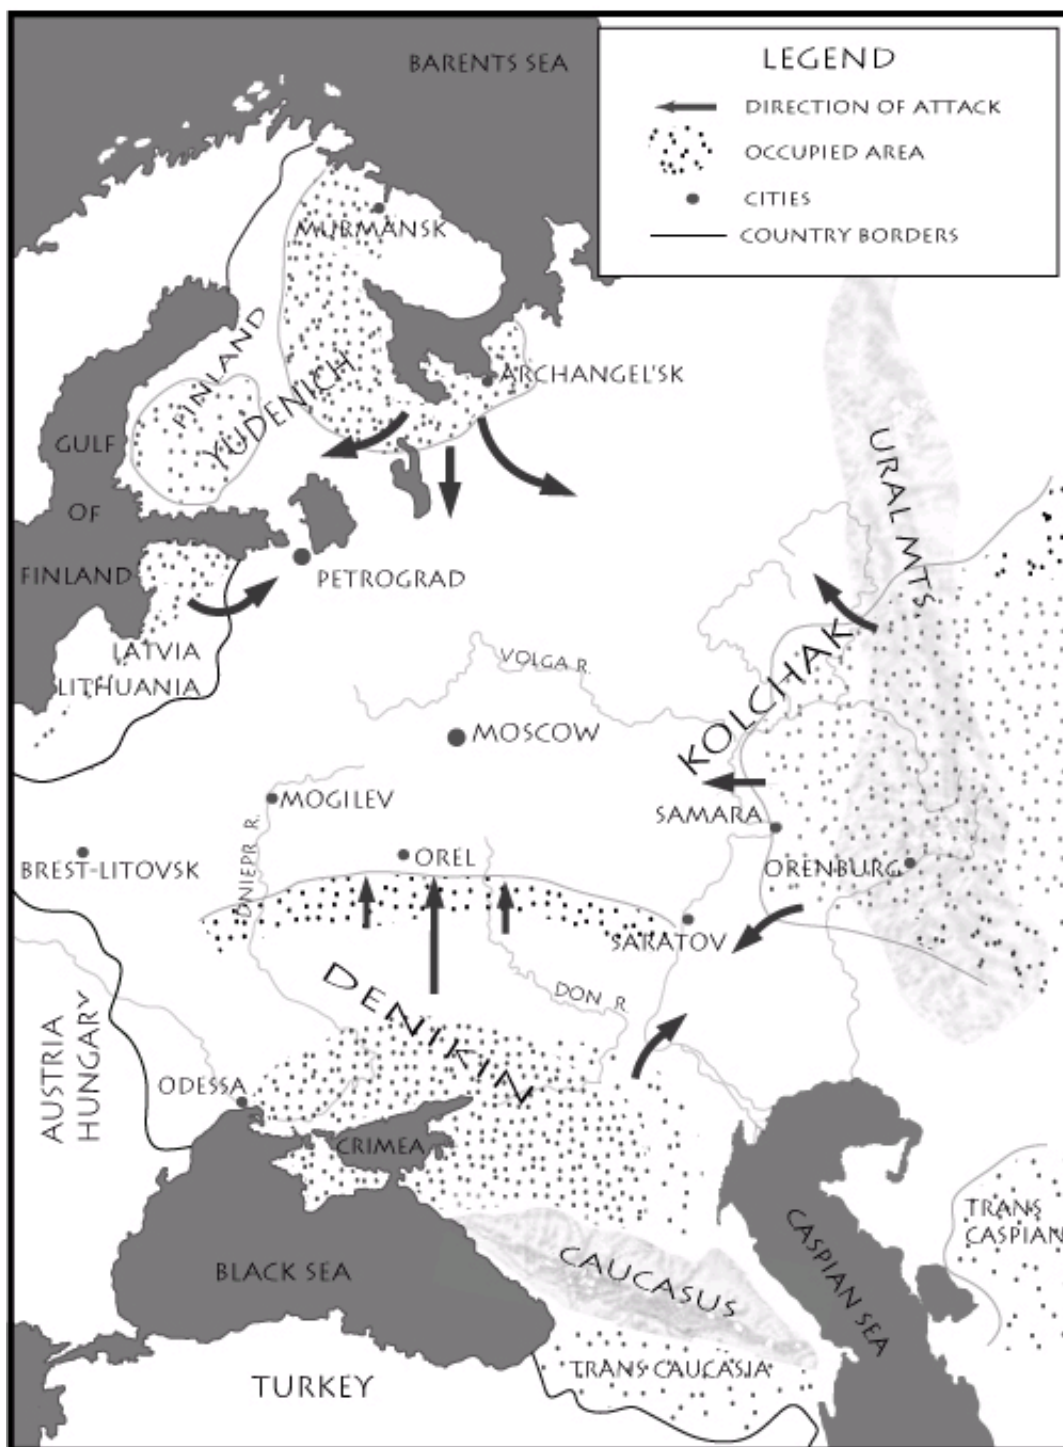 BARENTS SEA
LEGEND
DIRECTION OF ATTACK
OCCUPIED AREA
CITIES
COUNTRY BORDERS
MURMANSK
FINLAND
YUDENICH
ARCHANGEL'SK
GULF
OF
FINLAND
URAL MTS.
PETROGRAD
LATVIA
LITHUANIA
VOLGA R.
KOLCHAK
MOSCOW
MOGILEV
SAMARA
DNIEPR R.
OREL
BREST-LITOVSK
ORENBURG
SARATOV
DENIKIN
DON R
AUSTRIA
HUNGARY
ODESSA
CRIMEA
TRANS
CASPIAN
CASPIAN SEA
CAUCASUS
BLACK SEA
TRANS CAUCASIA
TURKEY